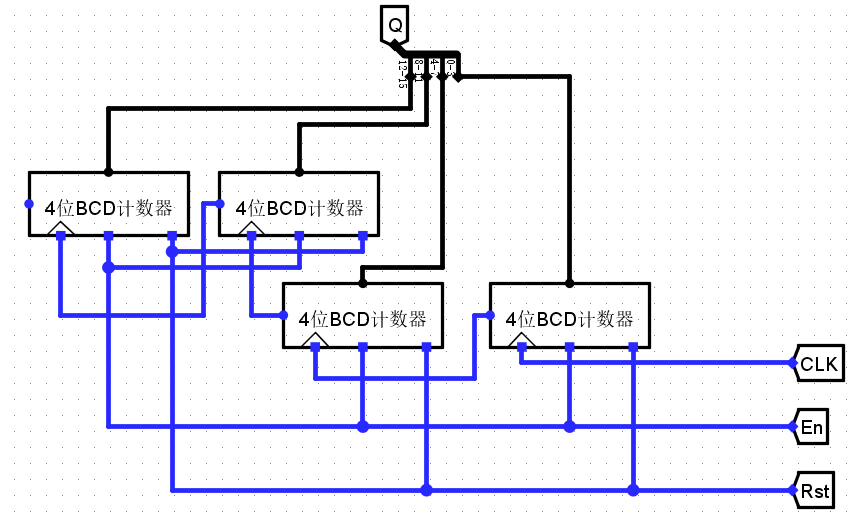 Q
12-15
8-11
4-7
0-3
4位BCD计数器
4位BCD计数器
4位BCD计数器
4位BCD计数器
CLK
En
Rst